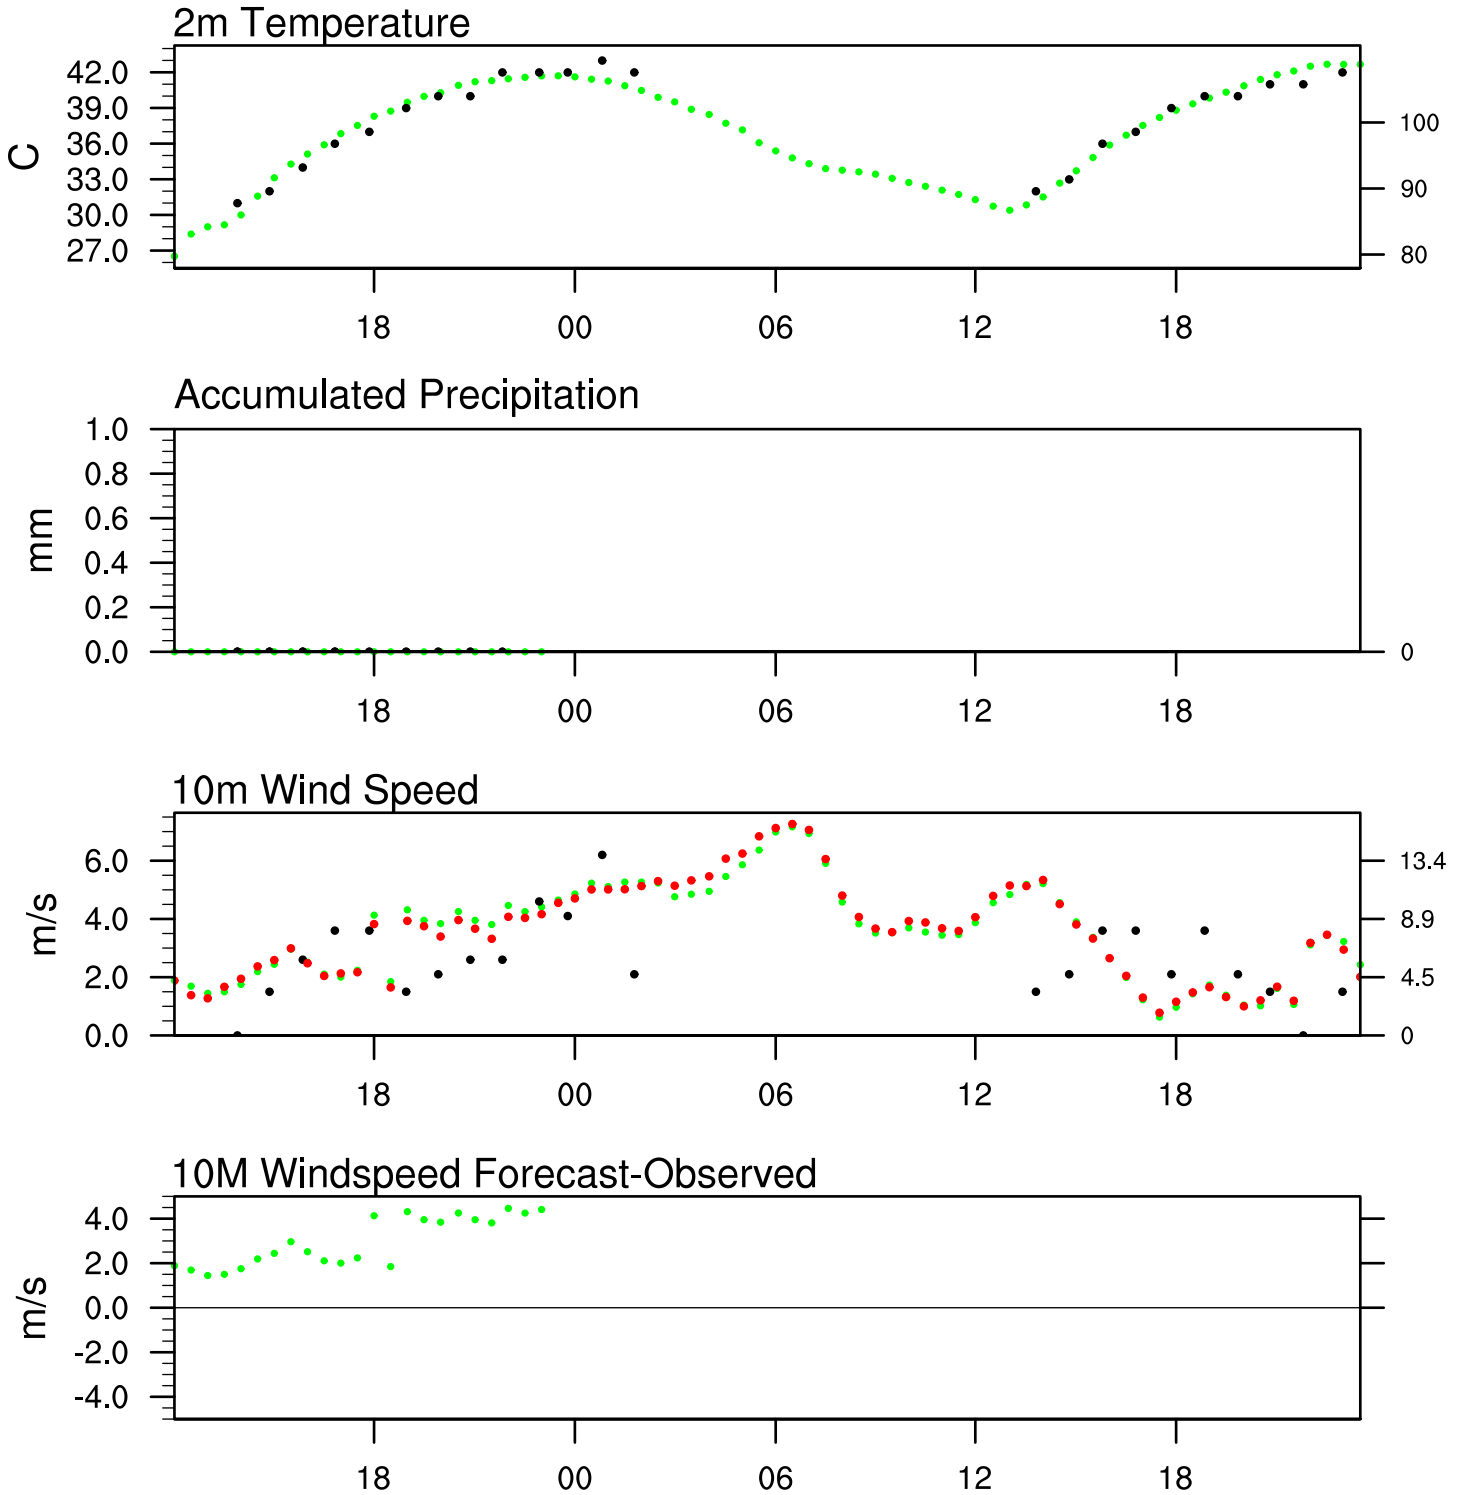 2m Temperature
C
42.0
39.0
36.0
33.0
30.0
27.0
100
90
80
18 00 06 12 18
Accumulated Precipitation
mm
1.0
0.8
0.6
0.4
0.2
0.0
0
18 00 06 12 18
10m Wind Speed
m/s
6.0
4.0
2.0
0.0
13.4
8.9
4.5
0
18 00 06 12 18
10M Windspeed Forecast-Observed
m/s
4.0
2.0
0.0
-2.0
-4.0
18 00 06 12 18